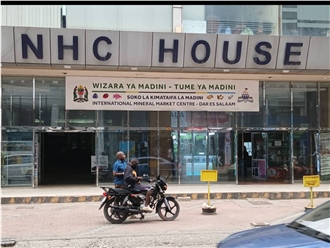 NHC HOUSE
WIZARA YA MADINI - TUME YA MADINI
SOKO LA KIMATAIFA LA MADINI
INTERNATIONAL MINERAL MARKET CENTRE - DAR ES SALAAM